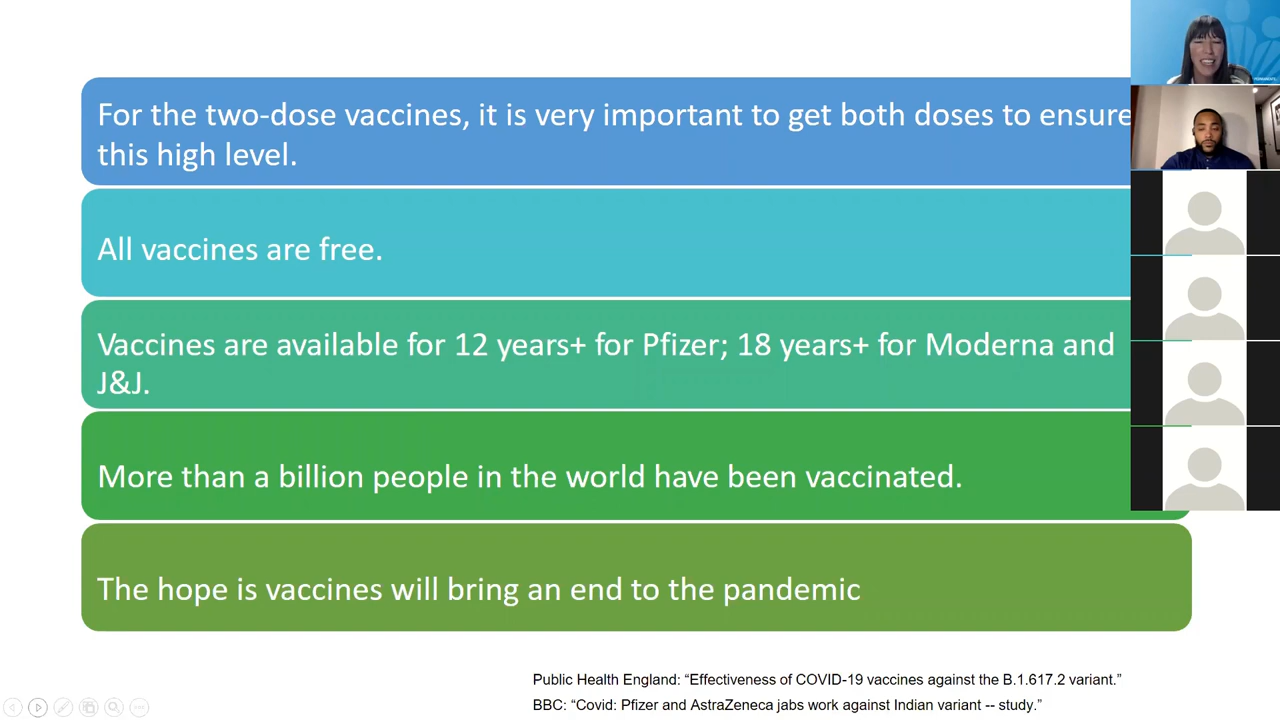 For the two-dose vaccines, it is very important to get both doses to ensure
this high level.
All vaccines are free.
Vaccines are available for 12 years+ for Pfizer; 18 years+ for Moderna and
J&J.
More than a billion people in the world have been vaccinated.
The hope is vaccines will bring an end to the pandemic
Public Health England: “Effectiveness of COVID-19 vaccines against the B.1.617.2 variant.”
BBC: “Covid: Pfizer and AstraZeneca jabs work against Indian variant -- study.”